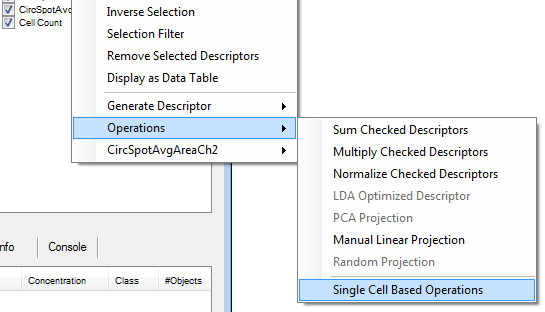 CircSpotAvg
Cell Count
Inverse Selection
Selection Filter
Remove Selected Descriptors
Display as Data Table
Generate Descriptor
Operations
CircSpotAvgAreaCh2
Sum Checked Descriptors
Multiply Checked Descriptors
Normalize Checked Descriptors
LDA Optimized Descriptor
PCA Projection
Manual Linear Projection
Random Projection
Single Cell Based Operations
nfo
Console
Concentration Class #Objects